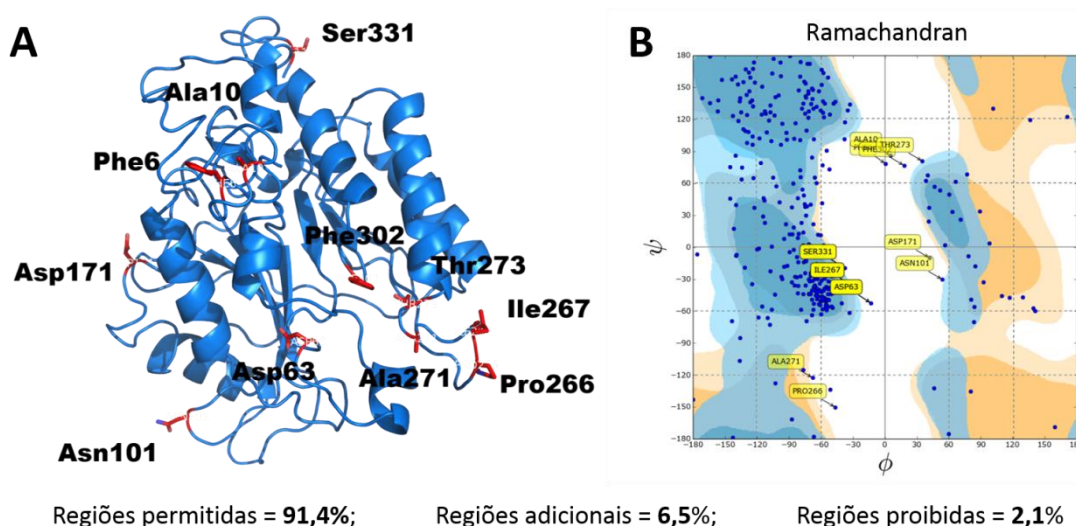 A
Ser331
Ala10
Phe6
Phe302
Asp171
Thr273
Ile267
Asp63
Ala271
Pro266
Asn101
B
Ramachandran
180
150
120
90
60
30
0
−30
−60
−90
−120
−150
−180
ψ
ALA10
THR273
ASP171
SER331
ASN101
ILE267
ASP63
ALA271
PRO266
−180 −150 −120 −90 −60 −30 0 30 60 90 120 150 180
ϕ
Regiões permitidas = 91,4%; Regiões adicionais = 6,5%; Regiões proibidas = 2,1%